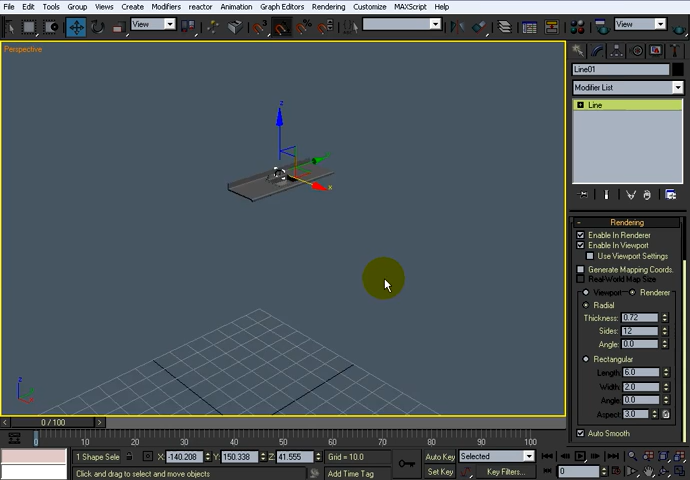 File Edit Tools Group Views Create Modifiers reactor Animation Graph Editors Rendering Customize MAXScript Help
View View
Perspective
z
x
z
Line01
Modifier List
Line
Rendering
Enable In Renderer
Enable In Viewport
Use Viewport Settings
Generate Mapping Coords.
Real-World Map Size
Viewport Renderer
Radial
Thickness: 0.72
Sides: 12
Angle: 0.0
Rectangular
Length: 6.0
Width: 2.0
Angle: 0.0
Aspect: 3.0
Auto Smooth
0 / 100
0 10 20 30 40 50 60 70 80 90 100
1 Shape Sele X: -140.208 Y: 150.338 Z: 41.555 Grid = 10.0 Auto Key Selected
Click and drag to select and move objects Add Time Tag Set Key Key Filters... 0